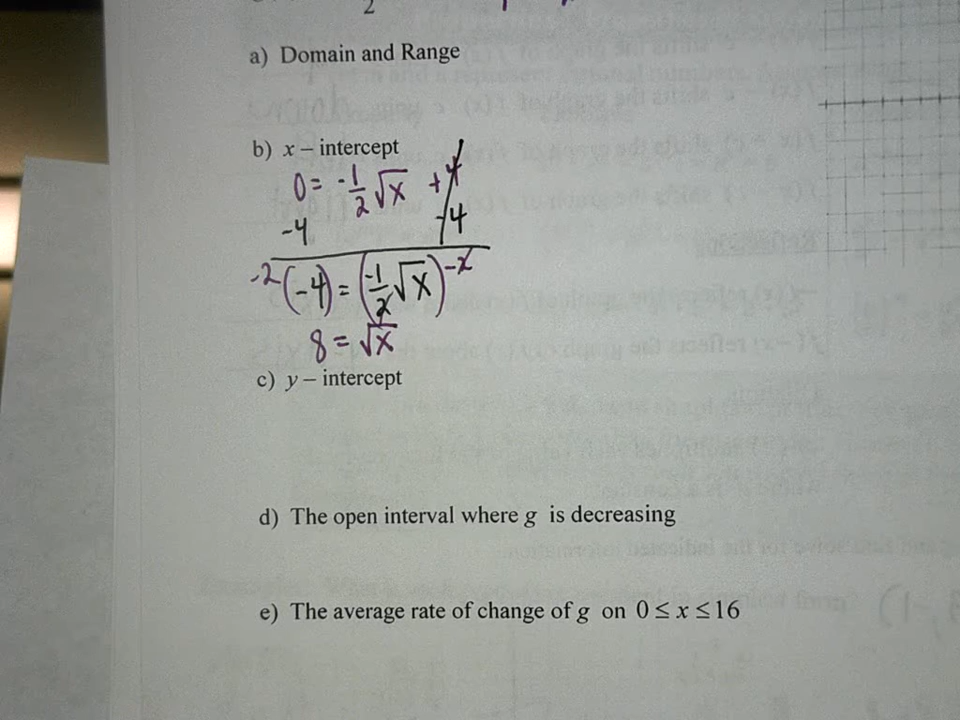 2
a) Domain and Range
b) x – intercept
0 = -1/2 √x + 4
-4 -4
-2(-4) = (-1/2 √x)-2
8 = √x
c) y – intercept
d) The open interval where g is decreasing
e) The average rate of change of g on 0 ≤ x ≤ 16